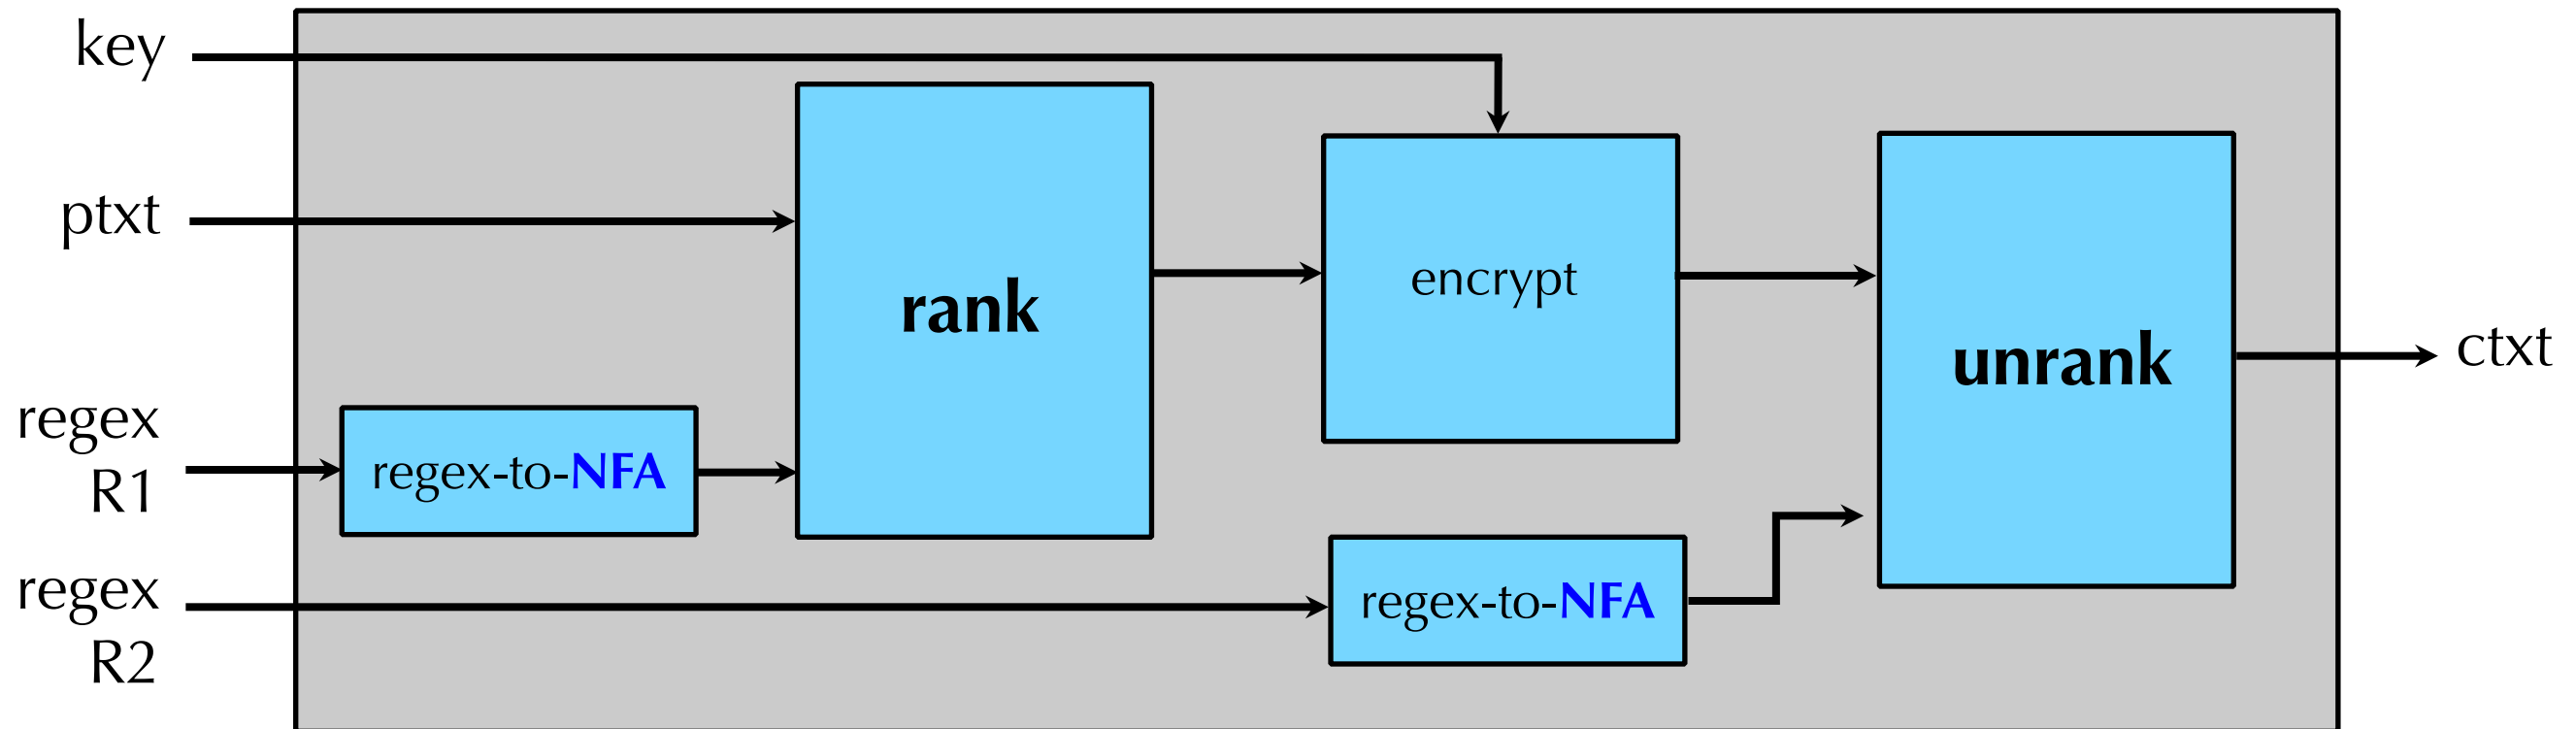 key
ptxt
regex
R1
regex
R2
regex-to-NFA
rank
encrypt
regex-to-NFA
unrank
ctxt